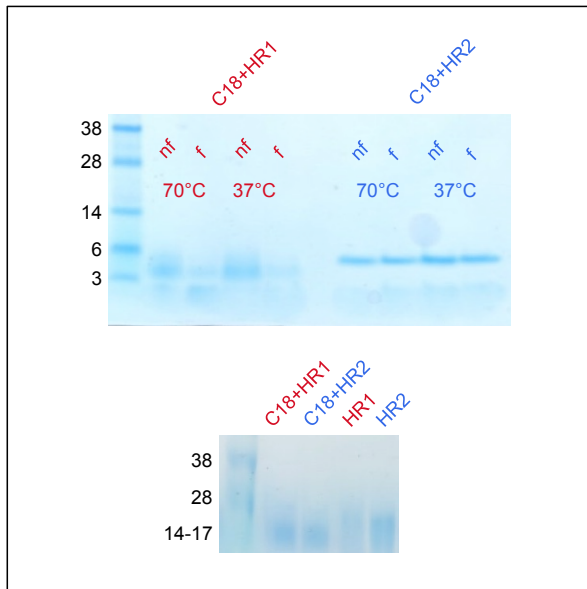 C18+HR1 C18+HR2
38 nf f nf f nf f nf f
28
70°C 37°C 70°C 37°C
14
6
3
C18+HR1 C18+HR2 HR1 HR2
38
28
14-17